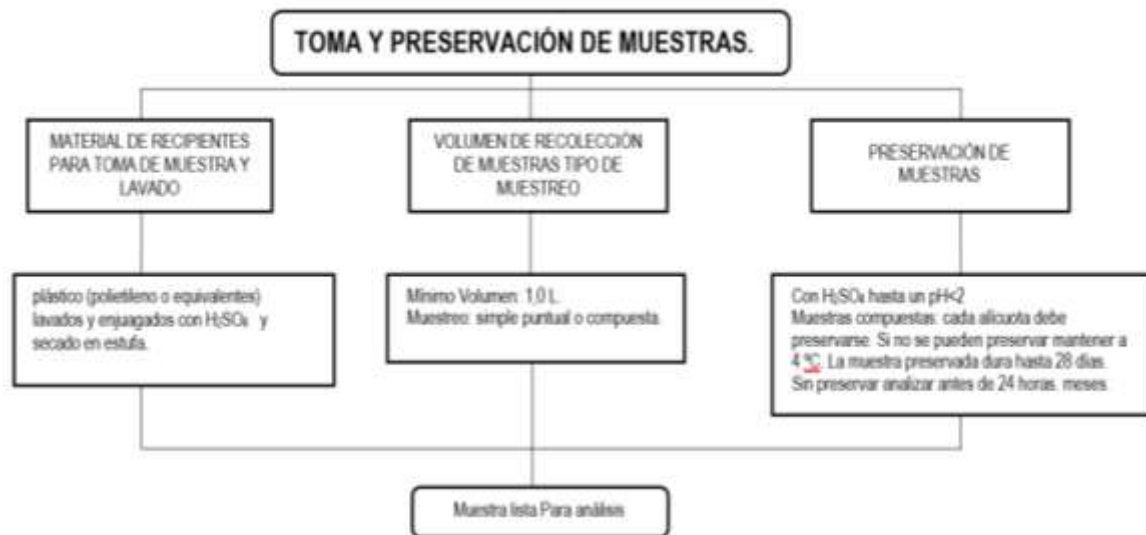 TOMA Y PRESERVACIÓN DE MUESTRAS.
MATERIAL DE RECIPIENTES
PARA TOMA DE MUESTRA Y
LAVADO
VOLUMEN DE RECOLECCIÓN
DE MUESTRAS TIPO DE
MUESTREO
PRESERVACIÓN DE
MUESTRAS
plástico (polietileno o equivalentes)
lavados y enjuagados con H₂SO₄ y
secado en estufa.
Mínimo Volumen: 1,0 L.
Muestreo: simple puntual o compuesta.
Con H₂SO₄ hasta un pH<2
Muestras compuestas: cada alícuota debe
preservarse. Si no se pueden preservar mantener a
4 ºC. La muestra preservada dura hasta 28 días.
Sin preservar analizar antes de 24 horas. meses.
Muestra lista Para análisis